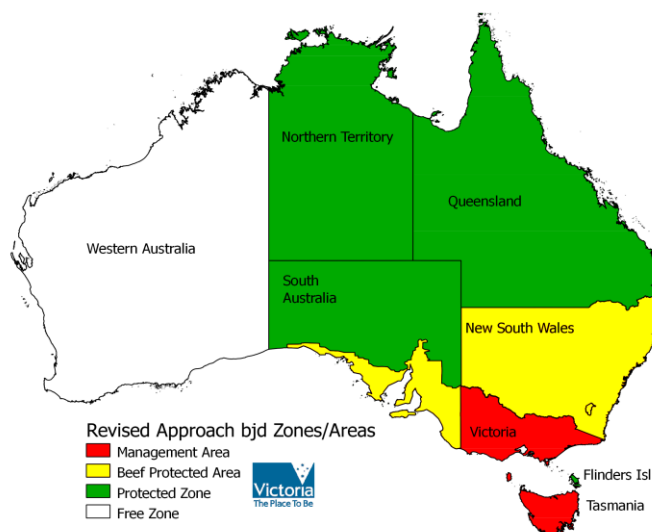 Northern Territory
Queensland
Western Australia
South
Australia
New South Wales
Revised Approach bjd Zones/Areas
Management Area
Beef Protected Area
Protected Zone
Free Zone
Victoria
The Place To Be
Victoria
Flinders Isl
Tasmania